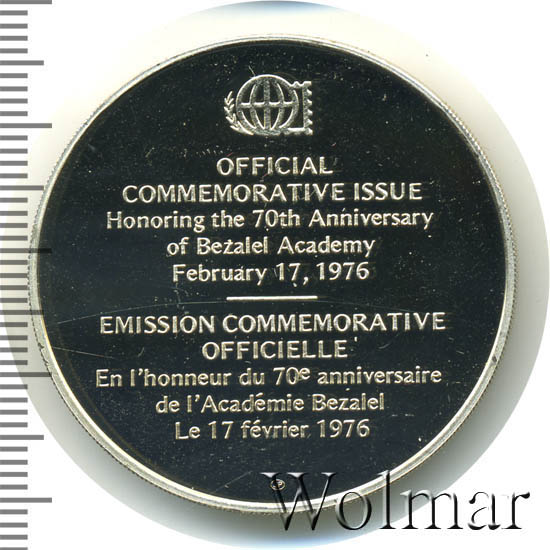 OFFICIAL
COMMEMORATIVE ISSUE
Honoring the 70th Anniversary
of Bezalel Academy
February 17, 1976
EMISSION COMMEMORATIVE
OFFICIELLE
En l'honneur du 70e anniversaire
de l'Académie Bezalel
Le 17 février 1976
Wolmar